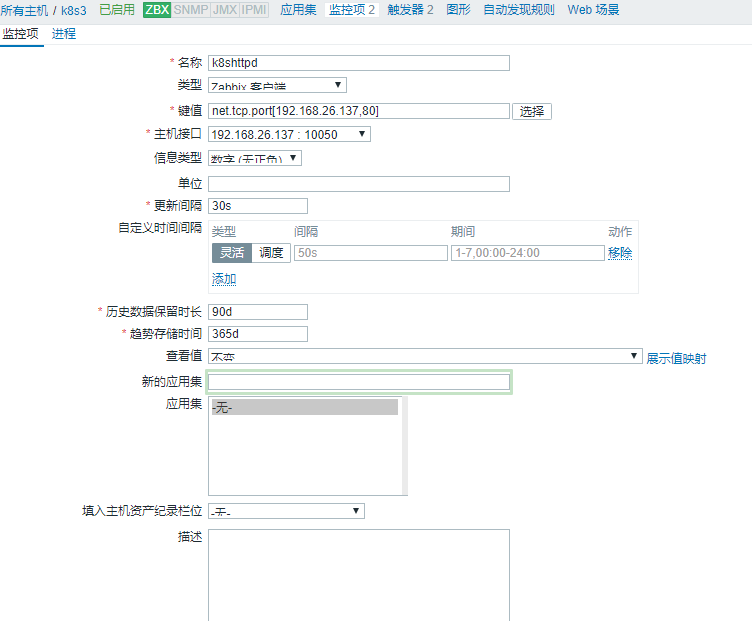 所有主机 / k8s3 已启用 ZBX SNMP JMX IPMI 应用集 监控项 2 触发器 2 图形 自动发现规则 Web 场景
监控项 进程
* 名称 k8shttpd
类型 Zabbix 客户端
* 键值 net.tcp.port[192.168.26.137,80] 选择
* 主机接口 192.168.26.137 : 10050
信息类型 数字 (无正负)
单位
* 更新间隔 30s
自定义时间间隔 类型 间隔 期间 动作
灵活 调度 50s 1-7,00:00-24:00 移除
添加
* 历史数据保留时长 90d
* 趋势存储时间 365d
查看值 不变 展示值映射
新的应用集
应用集 -无-
填入主机资产纪录栏位 -无-
描述